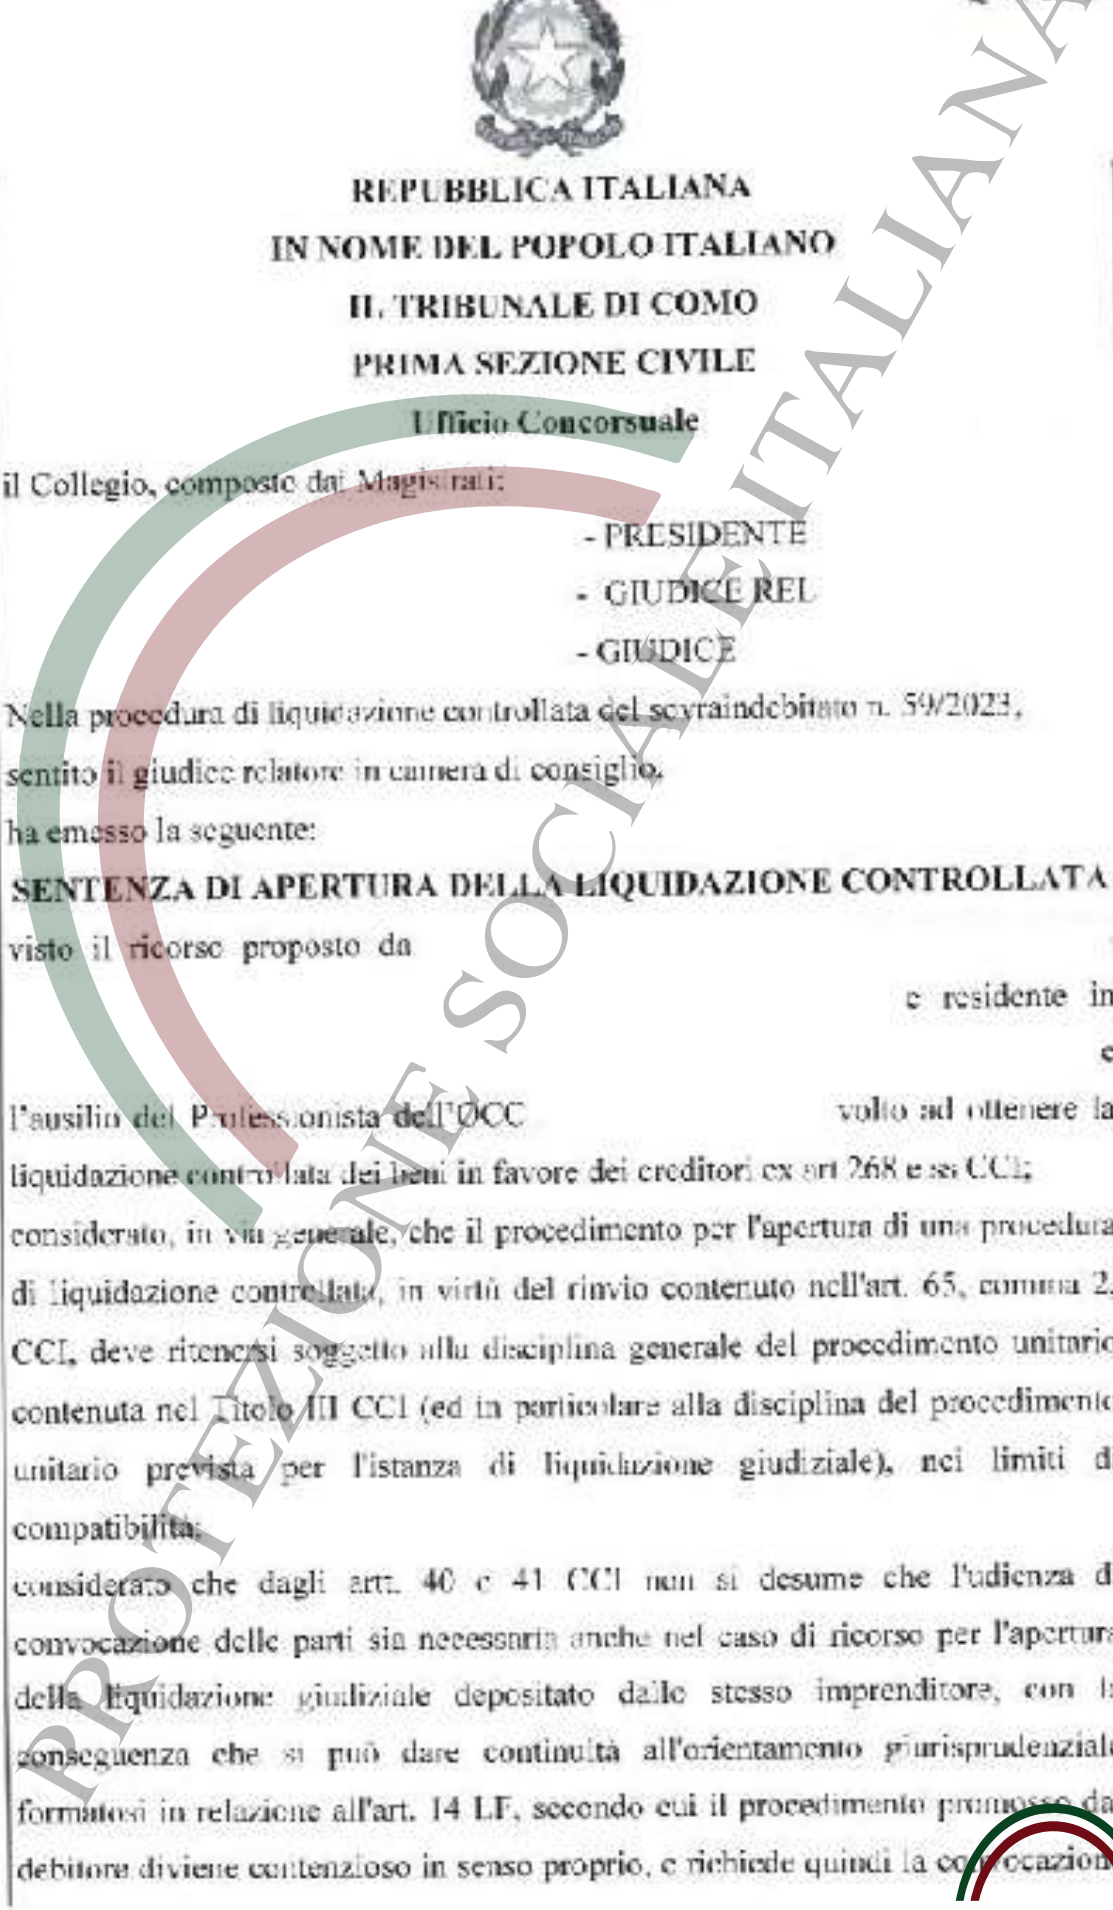 REPUBBLICA ITALIANA
IN NOME DEL POPOLO ITALIANO
IL TRIBUNALE DI COMO
PRIMA SEZIONE CIVILE
Ufficio Concorsuale
il Collegio, composto dai Magistrati:
- PRESIDENTE
- GIUDICE REL
- GIUDICE
Nella procedura di liquidazione controllata del sovraindebitato n. 59/2023,
sentito il giudice relatore in camera di consiglio,
ha emesso la seguente:
SENTENZA DI APERTURA DELLA LIQUIDAZIONE CONTROLLATA
visto il ricorso proposto da
e residente in
e
l'ausilio del Professionista dell'OCC volto ad ottenere la
liquidazione controllata dei beni in favore dei creditori ex art 268 e ss CCI;
considerato, in via generale, che il procedimento per l'apertura di una procedura
di liquidazione controllata, in virtù del rinvio contenuto nell'art. 65, comma 2,
CCI, deve ritenersi soggetto alla disciplina generale del procedimento unitario
contenuta nel Titolo III CCI (ed in particolare alla disciplina del procedimento
unitario prevista per l'istanza di liquidazione giudiziale), nei limiti di
compatibilità;
considerato che dagli artt. 40 e 41 CCI non si desume che l'udienza di
convocazione delle parti sia necessaria anche nel caso di ricorso per l'apertura
della liquidazione giudiziale depositato dallo stesso imprenditore, con la
conseguenza che si può dare continuità all'orientamento giurisprudenziale
formatosi in relazione all'art. 14 LF, secondo cui il procedimento promosso dal
debitore diviene contenzioso in senso proprio, e richiede quindi la convocazione
PROTEZIONE SOCIALE ITALIANA